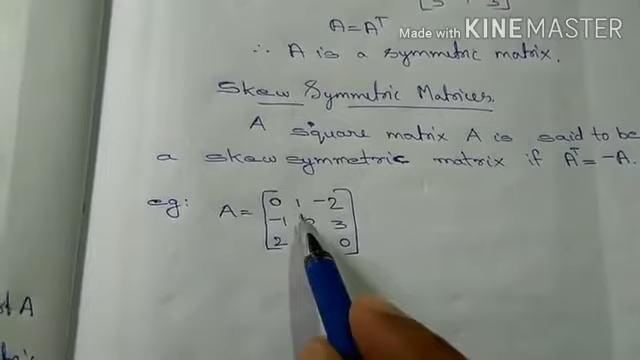 A=Aᵀ
Made with KINEMASTER
∴ A is a symmetric matrix.
Skew Symmetric Matrices.
A square matrix A is said to be
a skew symmetric matrix if Aᵀ = -A.
eg: A = [0 1 -2
-1 3
2 0]
of A